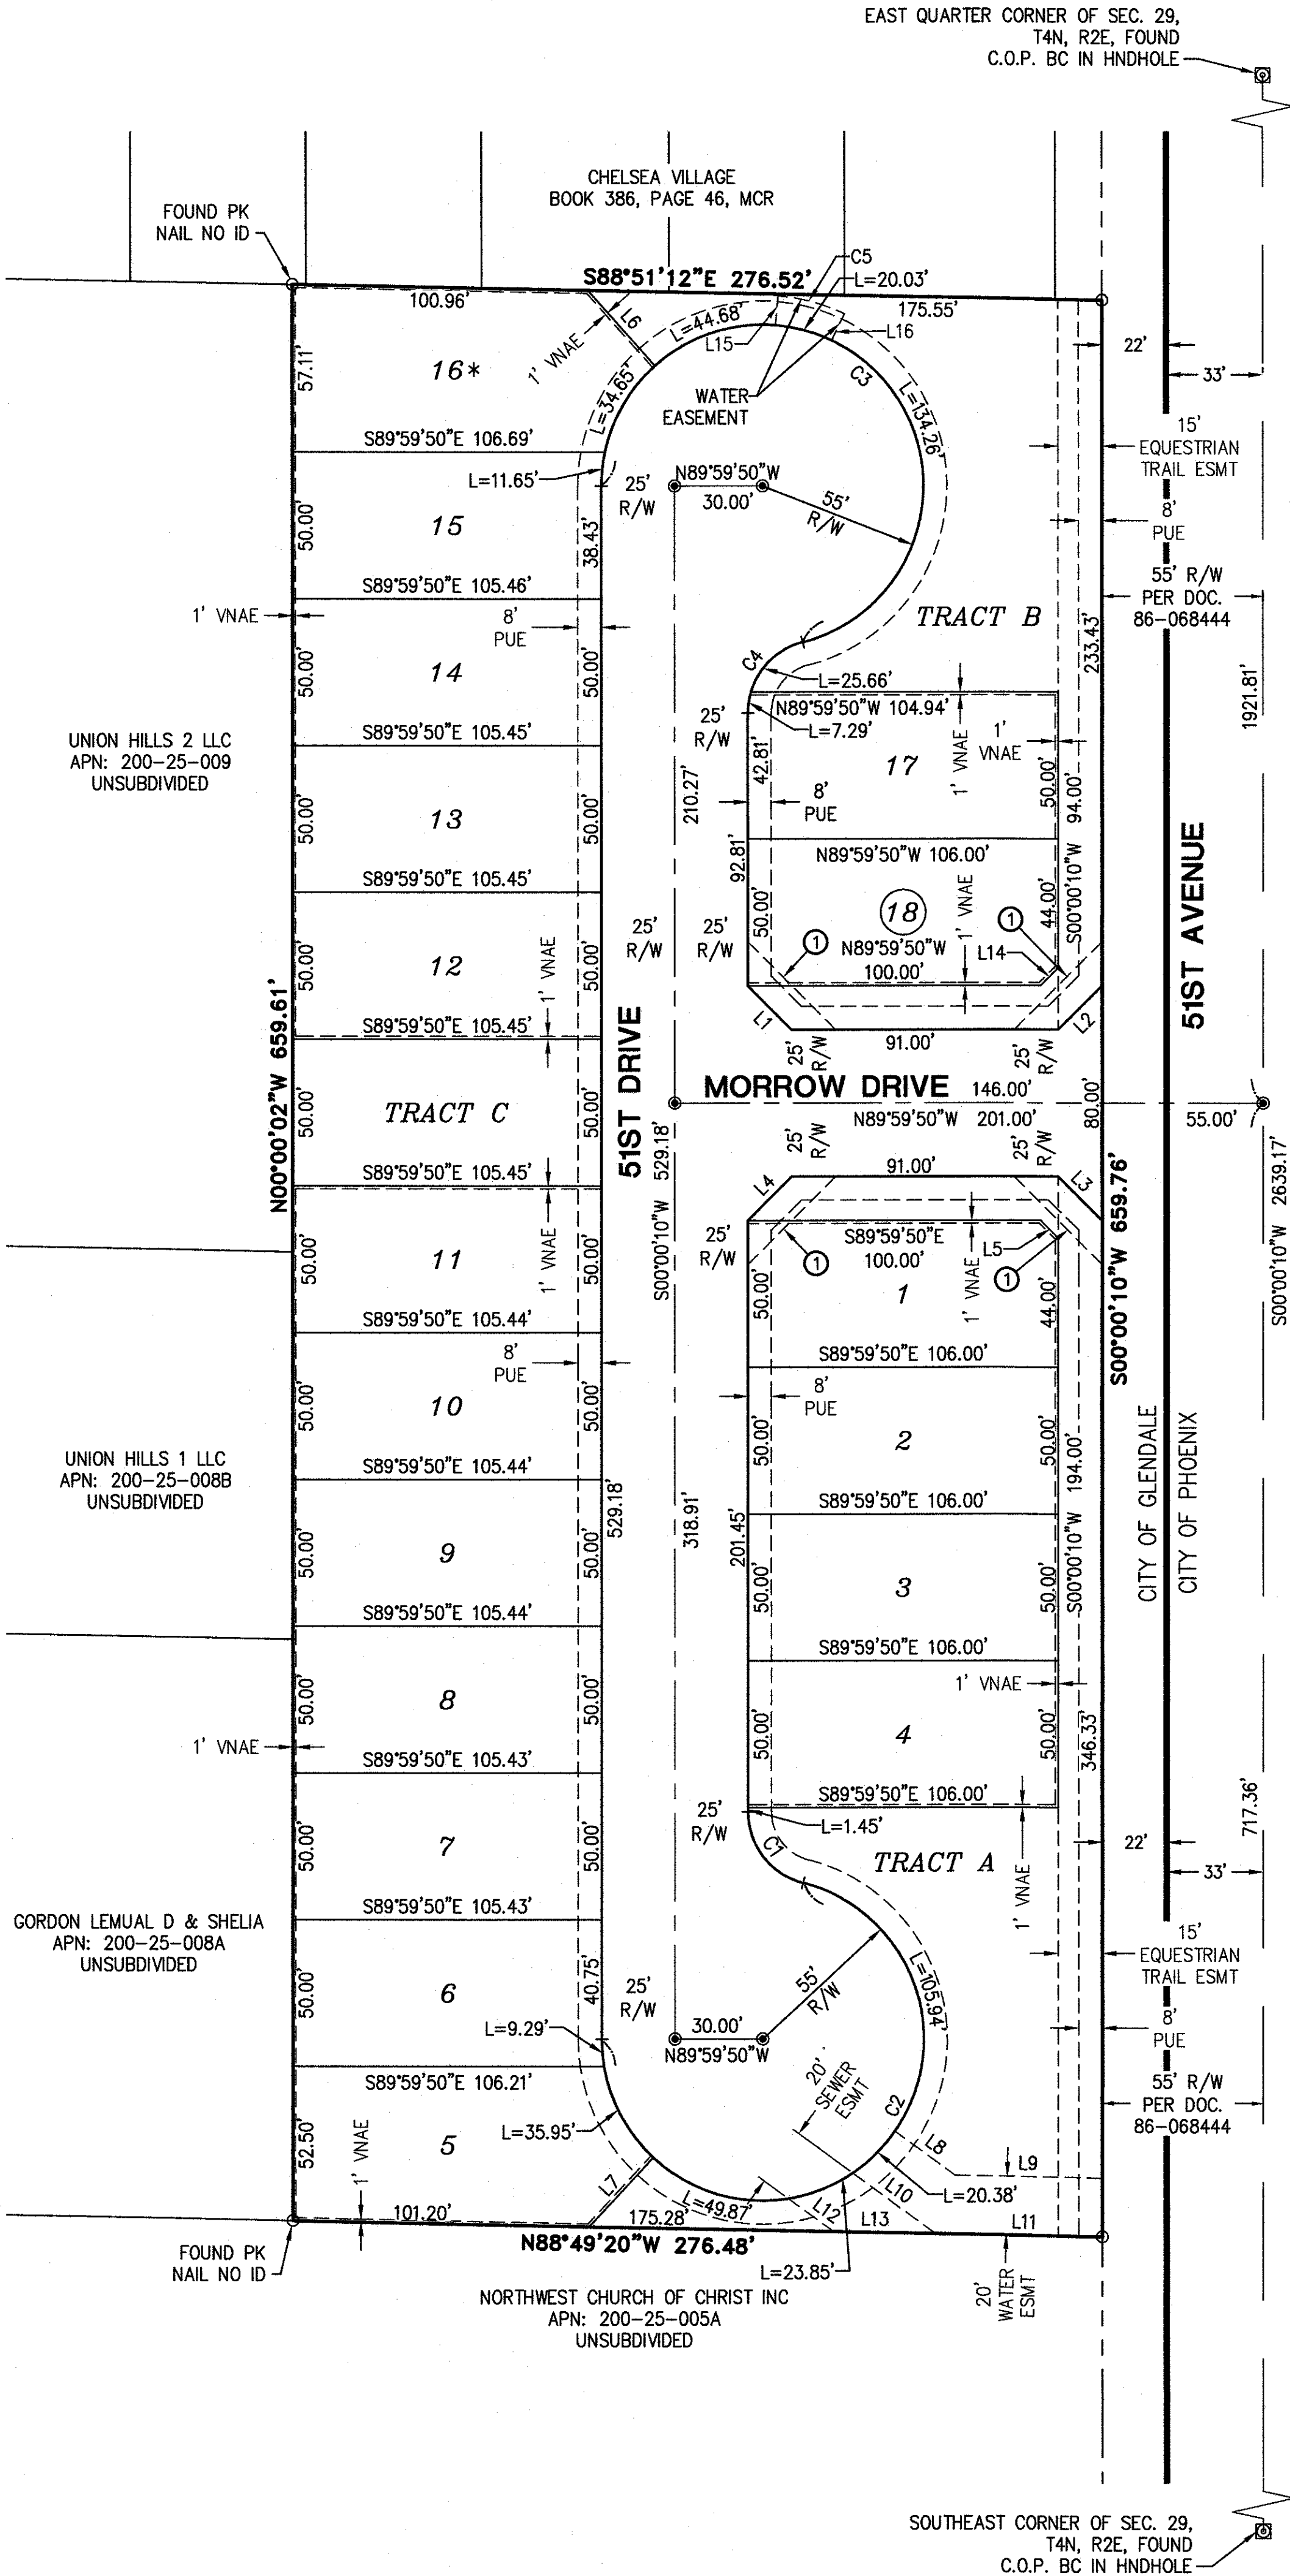 EAST QUARTER CORNER OF SEC. 29,
T4N, R2E, FOUND
C.O.P. BC IN HNDHOLE
CHELSEA VILLAGE
BOOK 386, PAGE 46, MCR
FOUND PK
NAIL NO ID
C5
S88°51'12"E 276.52'
L=20.03'
100.96'
175.55'
L6
L=44.68'
L15
L16
1' VNAE
22'
33'
57.11'
16*
L=34.65'
WATER
EASEMENT
C3
L=134.26'
15'
EQUESTRIAN
TRAIL ESMT
S89°59'50"E 106.69'
L=11.65'
25'
R/W
N89°59'50"W
30.00'
55'
R/W
8'
PUE
50.00'
15
38.43'
S89°59'50"E 105.46'
55' R/W
PER DOC.
86-068444
1' VNAE
8'
PUE
TRACT B
233.43'
1921.81'
50.00'
14
50.00'
C4
L=25.66'
N89°59'50"W 104.94'
25'
R/W
L=7.29'
UNION HILLS 2 LLC
APN: 200-25-009
UNSUBDIVIDED
S89°59'50"E 105.45'
42.81'
17
1' VNAE
1'
VNAE
50.00'
94.00'
210.27'
8'
PUE
50.00'
13
50.00'
92.81'
N89°59'50"W 106.00'
S89°59'50"E 105.45'
25'
R/W
25'
R/W
50.00'
18
1
1' VNAE
1
44.00'
S00°00'10"W
N89°59'50"W
100.00'
L14
51ST AVENUE
50.00'
12
1' VNAE
50.00'
S89°59'50"E 105.45'
L1
L2
91.00'
25'
R/W
25'
R/W
N00°00'02"W 659.61'
51ST DRIVE
MORROW DRIVE
146.00'
N89°59'50"W 201.00'
80.00'
55.00'
50.00'
TRACT C
50.00'
S89°59'50"E 105.45'
S00°00'10"W 529.18'
25'
R/W
25'
R/W
91.00'
L4
L3
S00°00'10"W 659.76'
S00°00'10"W 2639.17'
50.00'
11
1' VNAE
50.00'
25'
R/W
S89°59'50"E
100.00'
L5
1
1
50.00'
1
1' VNAE
44.00'
S89°59'50"E 105.44'
S89°59'50"E 106.00'
8'
PUE
8'
PUE
50.00'
10
50.00'
50.00'
2
50.00'
194.00'
CITY OF GLENDALE
CITY OF PHOENIX
UNION HILLS 1 LLC
APN: 200-25-008B
UNSUBDIVIDED
S89°59'50"E 105.44'
S89°59'50"E 106.00'
529.18'
318.91'
201.45'
50.00'
9
50.00'
50.00'
3
50.00'
S00°00'10"W
S89°59'50"E 105.44'
S89°59'50"E 106.00'
1' VNAE
50.00'
8
50.00'
50.00'
4
50.00'
346.33'
1' VNAE
S89°59'50"E 105.43'
S89°59'50"E 106.00'
25'
R/W
L=1.45'
717.36'
50.00'
7
50.00'
C1
TRACT A
1' VNAE
22'
33'
S89°59'50"E 105.43'
GORDON LEMUAL D & SHELIA
APN: 200-25-008A
UNSUBDIVIDED
L=105.94'
15'
EQUESTRIAN
TRAIL ESMT
50.00'
6
40.75'
25'
R/W
55'
R/W
L=9.29'
30.00'
N89°59'50"W
8'
PUE
S89°59'50"E 106.21'
20'
SEWER
ESMT
C2
55' R/W
PER DOC.
86-068444
52.50'
5
1' VNAE
L=35.95'
L8
L9
L7
L10
L=20.38'
101.20'
L=49.87'
175.28'
L12
L13
L11
N88°49'20"W 276.48'
FOUND PK
NAIL NO ID
L=23.85'
20'
WATER
ESMT
NORTHWEST CHURCH OF CHRIST INC
APN: 200-25-005A
UNSUBDIVIDED
SOUTHEAST CORNER OF SEC. 29,
T4N, R2E, FOUND
C.O.P. BC IN HNDHOLE